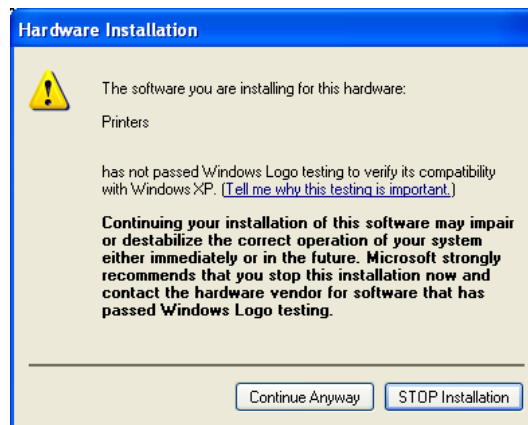 Hardware Installation
The software you are installing for this hardware:
Printers
has not passed Windows Logo testing to verify its compatibility
with Windows XP. (Tell me why this testing is important.)
Continuing your installation of this software may impair
or destabilize the correct operation of your system
either immediately or in the future. Microsoft strongly
recommends that you stop this installation now and
contact the hardware vendor for software that has
passed Windows Logo testing.
Continue Anyway
STOP Installation